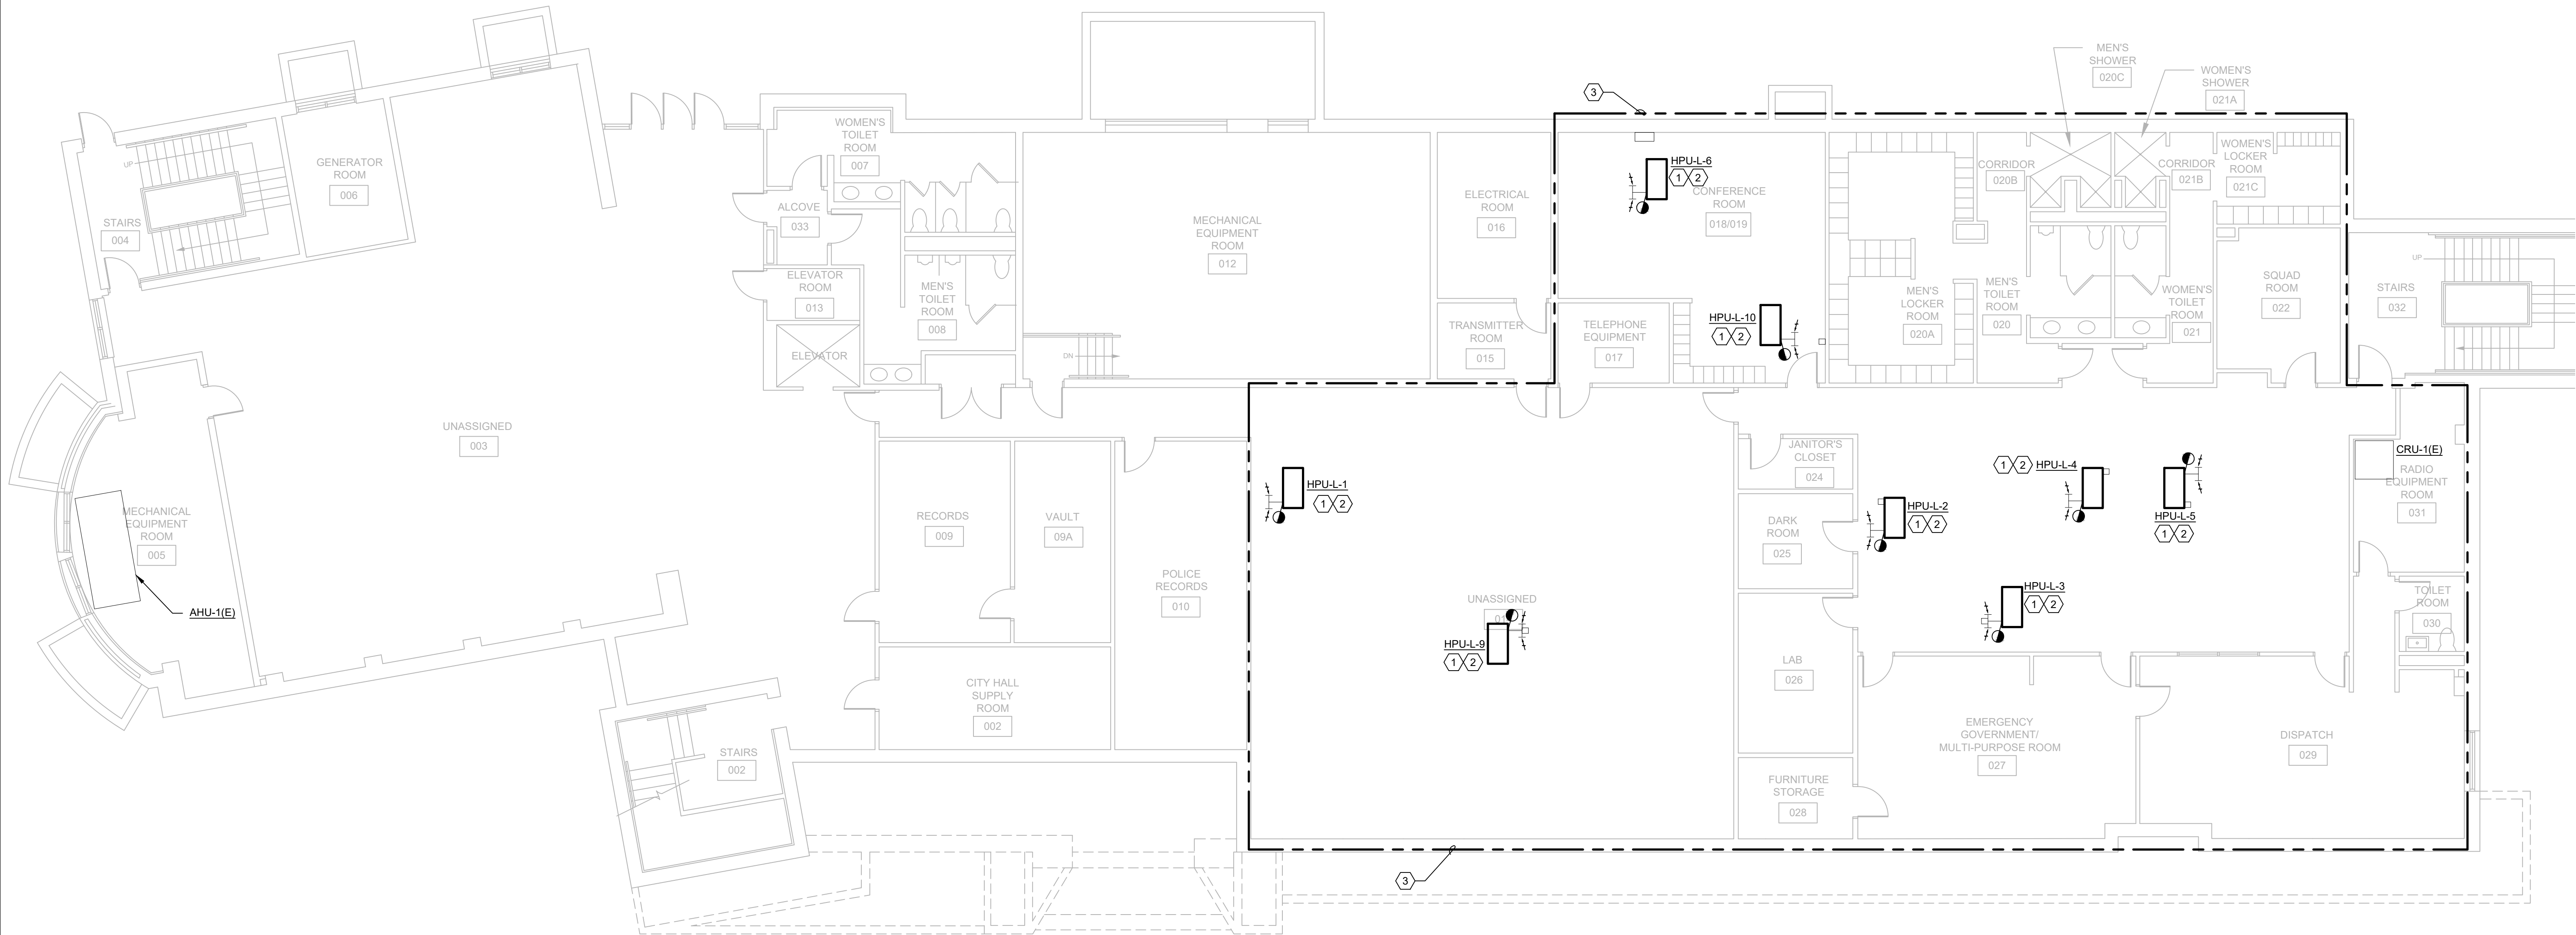 MEN'S
SHOWER
020C
WOMEN'S
SHOWER
021A
3
WOMEN'S
TOILET
ROOM
007
GENERATOR
ROOM
006
UP
STAIRS
004
ALCOVE
033
ELEVATOR
ROOM
013
ELEVATOR
MEN'S
TOILET
ROOM
008
MECHANICAL
EQUIPMENT
ROOM
012
DN
ELECTRICAL
ROOM
016
TRANSMITTER
ROOM
015
HPU-L-6
1 2
CONFERENCE
ROOM
018/019
TELEPHONE
EQUIPMENT
017
HPU-L-10
1 2
MEN'S
LOCKER
ROOM
020A
CORRIDOR
020B
MEN'S
TOILET
ROOM
020
CORRIDOR
021B
WOMEN'S
LOCKER
ROOM
021C
WOMEN'S
TOILET
ROOM
021
SQUAD
ROOM
022
STAIRS
032
UP
UNASSIGNED
003
MECHANICAL
EQUIPMENT
ROOM
005
AHU-1(E)
RECORDS
009
VAULT
09A
POLICE
RECORDS
010
CITY HALL
SUPPLY
ROOM
002
STAIRS
002
HPU-L-1
1 2
UNASSIGNED
HPU-L-9
1 2
JANITOR'S
CLOSET
024
DARK
ROOM
025
LAB
026
FURNITURE
STORAGE
028
HPU-L-2
1 2
1 2 HPU-L-4
HPU-L-5
1 2
HPU-L-3
1 2
CRU-1(E)
RADIO
EQUIPMENT
ROOM
031
TOILET
ROOM
030
EMERGENCY
GOVERNMENT/
MULTI-PURPOSE ROOM
027
DISPATCH
029
3